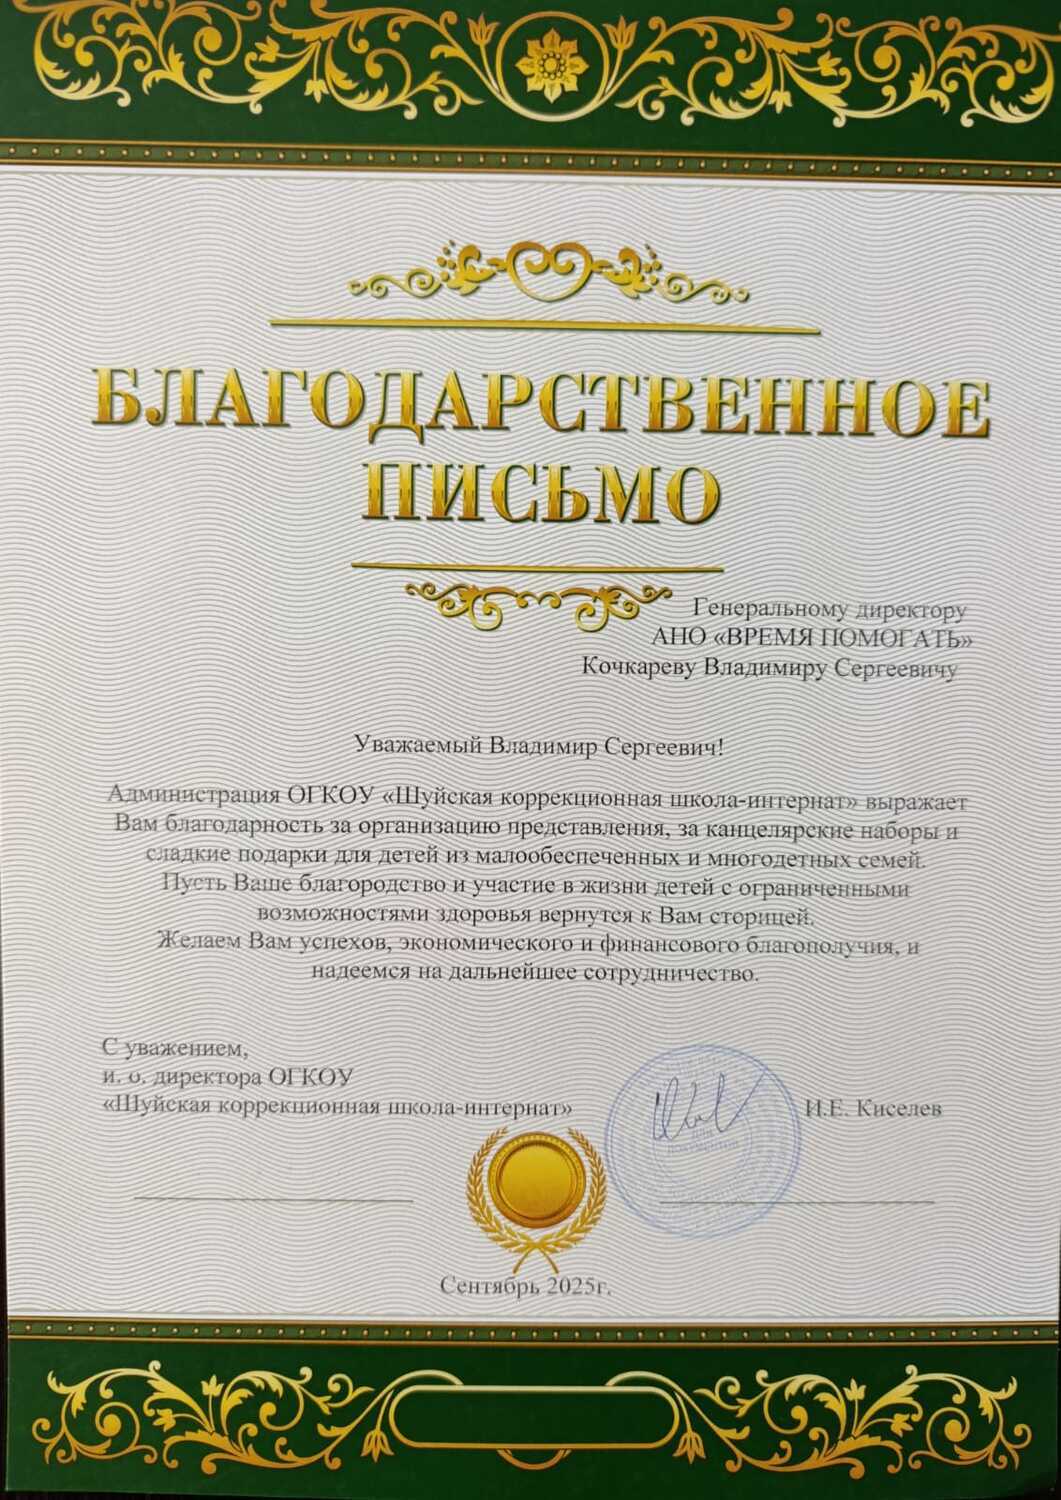 БЛАГОДАРСТВЕННОЕ
ПИСЬМО
Генеральному директору
АНО «ВРЕМЯ ПОМОГАТЬ»
Кочкареву Владимиру Сергеевичу
Уважаемый Владимир Сергеевич!
Администрация ОГКОУ «Шуйская коррекционная школа-интернат» выражает
Вам благодарность за организацию представления, за канцелярские наборы и
сладкие подарки для детей из малообеспеченных и многодетных семей.
Пусть Ваше благородство и участие в жизни детей с ограниченными
возможностями здоровья вернутся к Вам сторицей.
Желаем Вам успехов, экономического и финансового благополучия, и
надеемся на дальнейшее сотрудничество.
С уважением,
и. о. директора ОГКОУ
«Шуйская коррекционная школа-интернат»
И.Е. Киселев
ДЛЯ
ДОКУМЕНТОВ
Сентябрь 2025г.